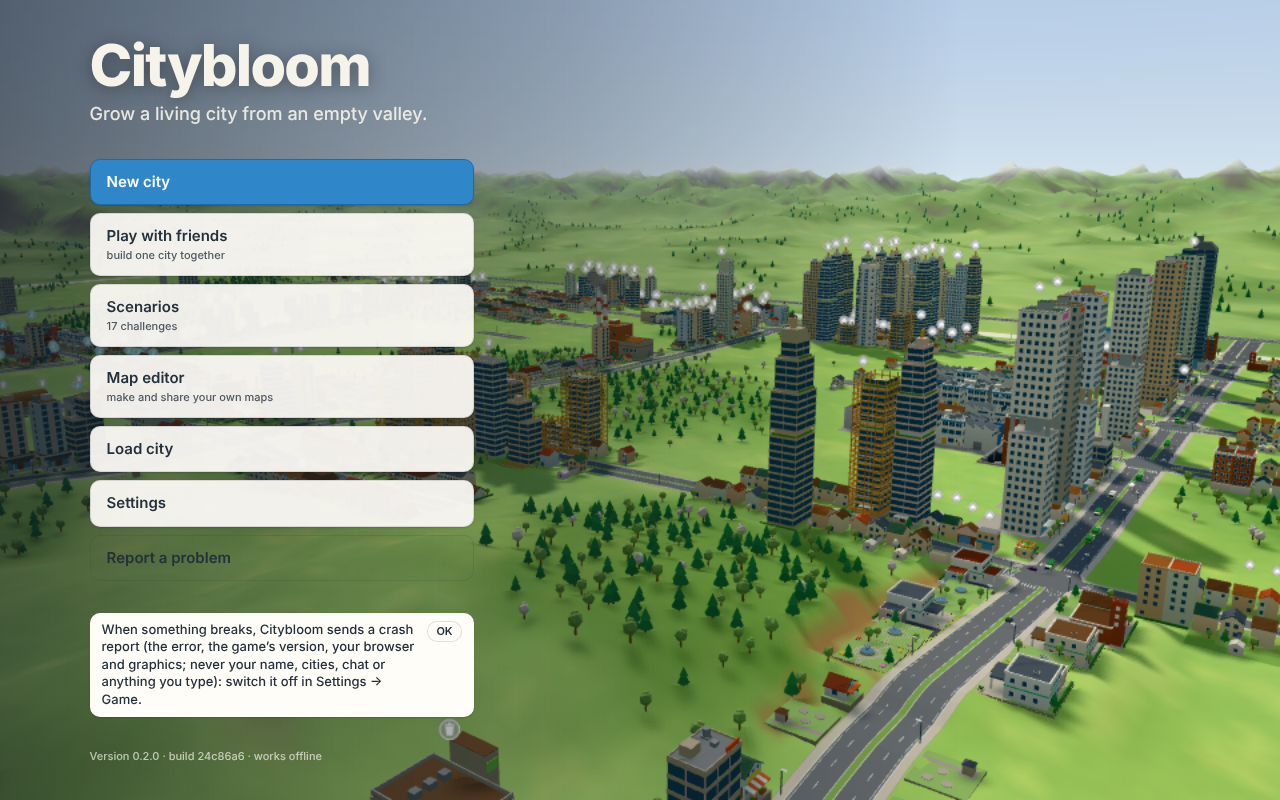 Citybloom
Grow a living city from an empty valley.
New city
Play with friends
build one city together
Scenarios
17 challenges
Map editor
make and share your own maps
Load city
Settings
Report a problem
When something breaks, Citybloom sends a crash
report (the error, the game's version, your browser
and graphics; never your name, cities, chat or
anything you type): switch it off in Settings →
Game.
OK
Version 0.2.0 · build 24c86a6 · works offline